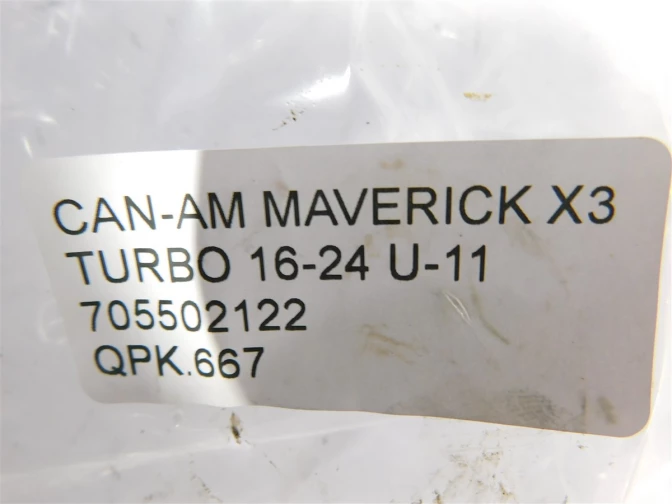 CAN-AM MAVERICK X3
TURBO 16-24 U-11
705502122
QPK.667